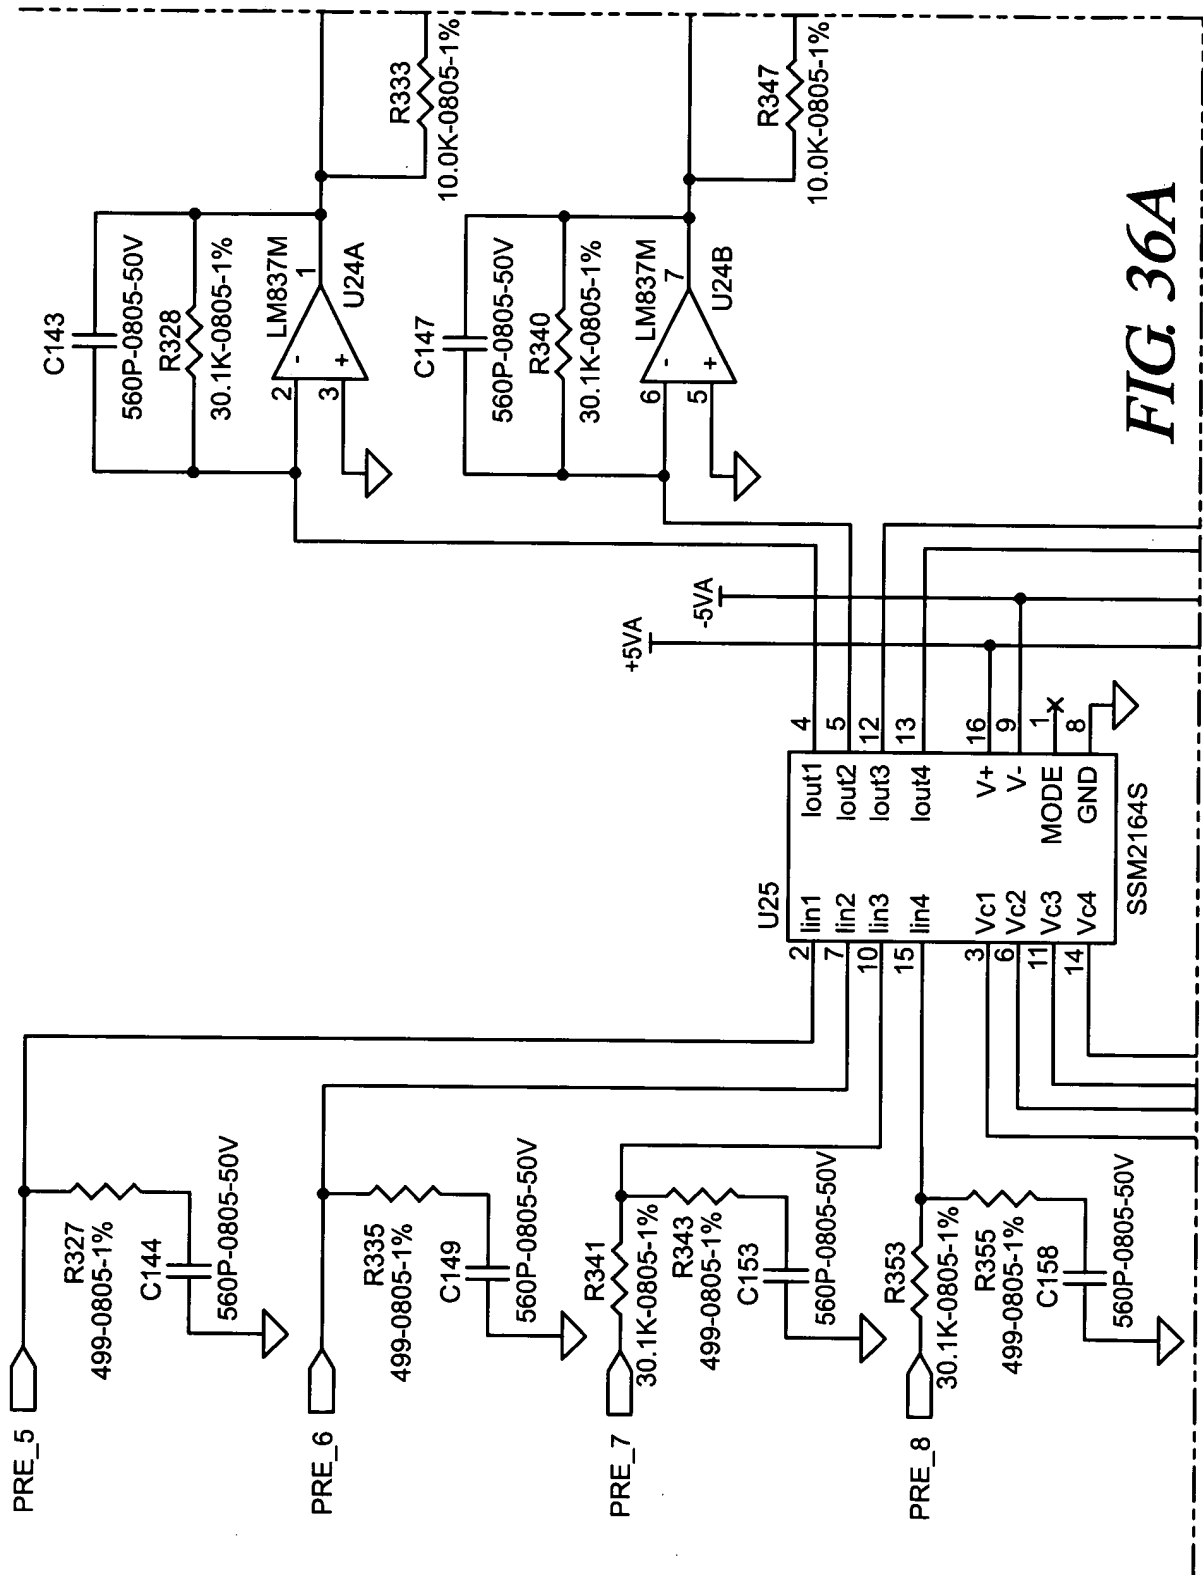 PRE_5
R327
499-0805-1%
C144
560P-0805-50V
PRE_6
R335
499-0805-1%
C149
560P-0805-50V
PRE_7
R341
30.1K-0805-1%
R343
499-0805-1%
C153
560P-0805-50V
PRE_8
R353
30.1K-0805-1%
R355
499-0805-1%
C158
560P-0805-50V
U25
2 Iin1 Iout1 4
7 Iin2 Iout2 5
10 Iin3 Iout3 12
15 Iin4 Iout4 13
3 Vc1 V+ 16
6 Vc2 V- 9
11 Vc3 MODE 1
14 Vc4 GND 8
SSM2164S
+5VA
-5VA
C143
560P-0805-50V
R328
30.1K-0805-1%
LM837M
2 - 1
3 +
U24A
R333
10.0K-0805-1%
C147
560P-0805-50V
R340
30.1K-0805-1%
LM837M
6 - 7
5 +
U24B
R347
10.0K-0805-1%
FIG. 36A